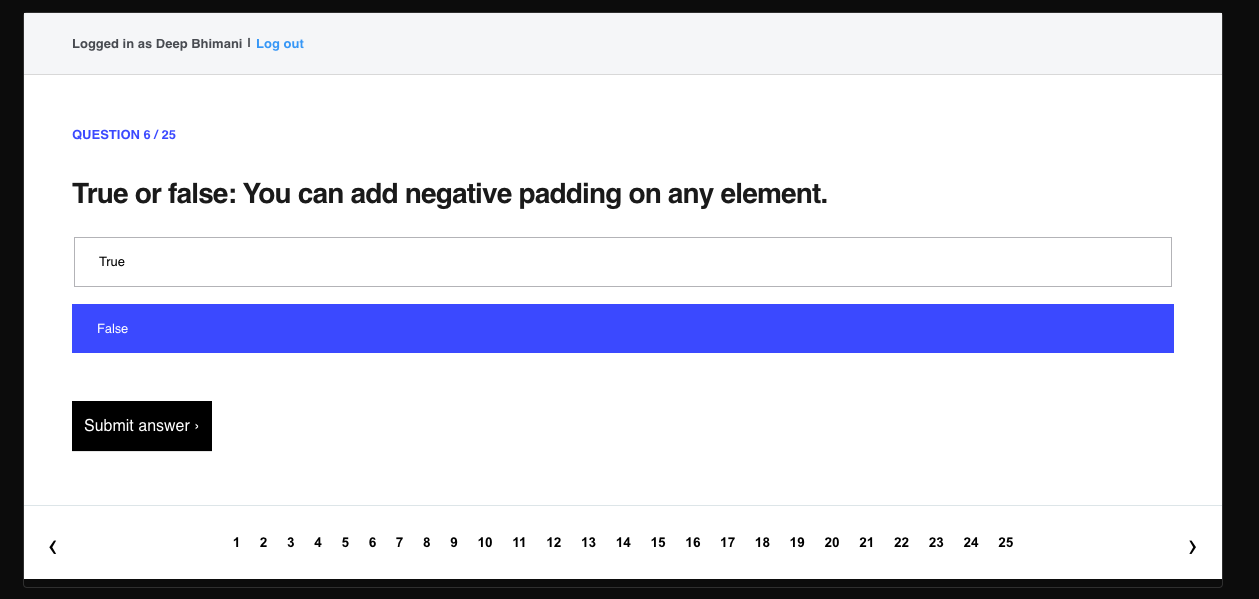 Logged in as Deep Bhimani | Log out
QUESTION 6 / 25
True or false: You can add negative padding on any element.
True
False
Submit answer ›
❮ 1 2 3 4 5 6 7 8 9 10 11 12 13 14 15 16 17 18 19 20 21 22 23 24 25 ❯